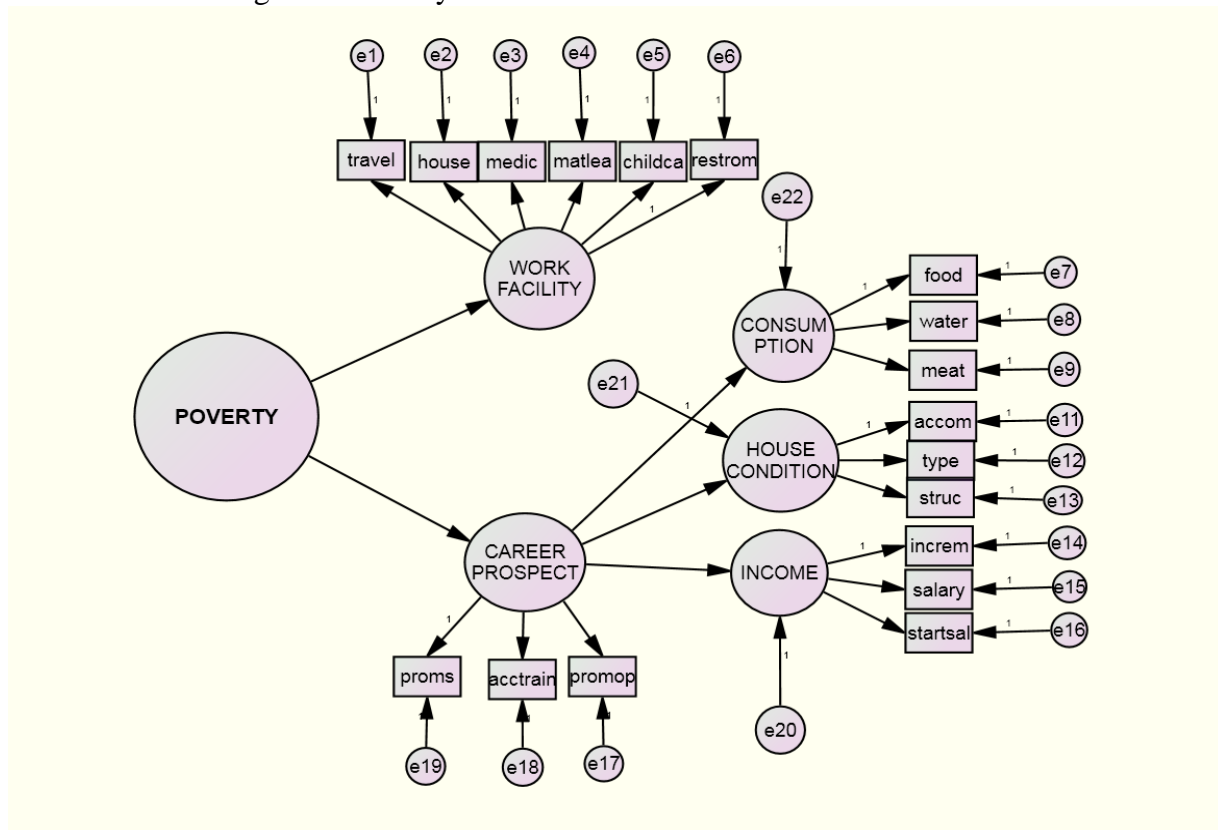 e1
e2
e3
e4
e5
e6
1
1
1
1
1
1
travel
house
medic
matlea
childca
restrom
1
e22
1
WORK
FACILITY
CONSUM
PTION
1
food
1
e7
water
1
e8
meat
1
e9
POVERTY
e21
1
HOUSE
CONDITION
1
accom
1
e11
type
1
e12
struc
1
e13
CAREER
PROSPECT
INCOME
1
increm
1
e14
salary
1
e15
startsal
1
e16
1
proms
acctrain
promop
1
1
1
1
e19
e18
e17
e20